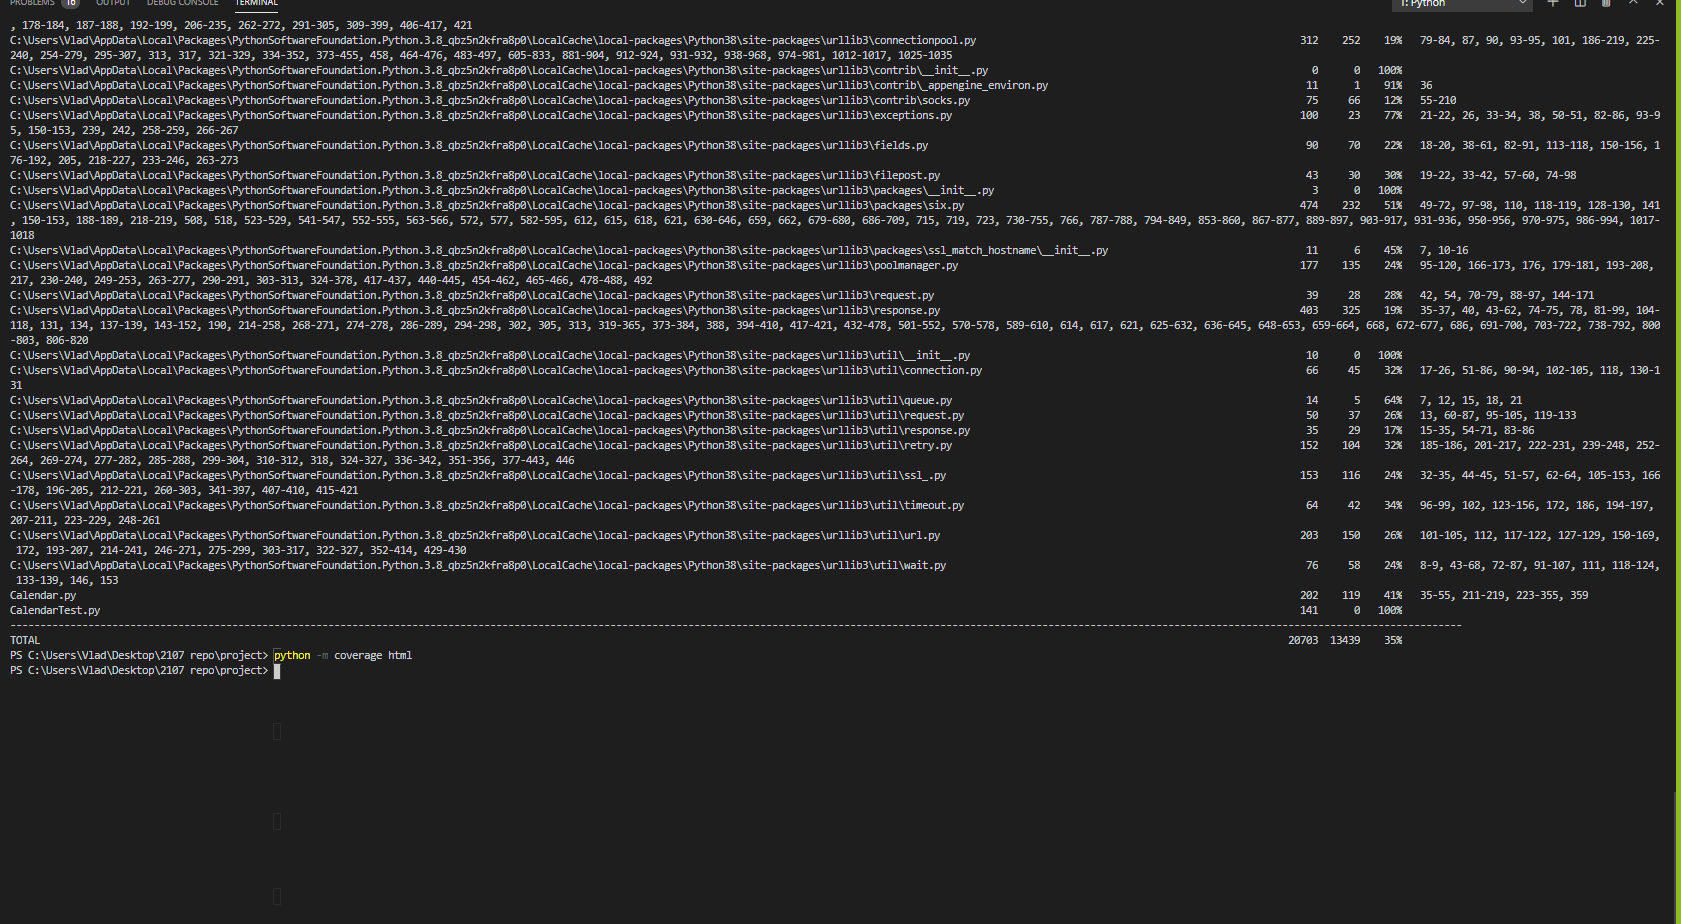 PROBLEMS 16 OUTPUT DEBUG CONSOLE TERMINAL 1: Python
, 178-184, 187-188, 192-199, 206-235, 262-272, 291-305, 309-399, 406-417, 421
C:\Users\Vlad\AppData\Local\Packages\PythonSoftwareFoundation.Python.3.8_qbz5n2kfra8p0\LocalCache\local-packages\Python38\site-packages\urllib3\connectionpool.py 312 252 19% 79-84, 87, 90, 93-95, 101, 186-219, 225-
240, 254-279, 295-307, 313, 317, 321-329, 334-352, 373-455, 458, 464-476, 483-497, 605-833, 881-904, 912-924, 931-932, 938-968, 974-981, 1012-1017, 1025-1035
C:\Users\Vlad\AppData\Local\Packages\PythonSoftwareFoundation.Python.3.8_qbz5n2kfra8p0\LocalCache\local-packages\Python38\site-packages\urllib3\contrib\__init__.py 0 0 100%
C:\Users\Vlad\AppData\Local\Packages\PythonSoftwareFoundation.Python.3.8_qbz5n2kfra8p0\LocalCache\local-packages\Python38\site-packages\urllib3\contrib\_appengine_environ.py 11 1 91% 36
C:\Users\Vlad\AppData\Local\Packages\PythonSoftwareFoundation.Python.3.8_qbz5n2kfra8p0\LocalCache\local-packages\Python38\site-packages\urllib3\contrib\socks.py 75 66 12% 55-210
C:\Users\Vlad\AppData\Local\Packages\PythonSoftwareFoundation.Python.3.8_qbz5n2kfra8p0\LocalCache\local-packages\Python38\site-packages\urllib3\exceptions.py 100 23 77% 21-22, 26, 33-34, 38, 50-51, 82-86, 93-9
5, 150-153, 239, 242, 258-259, 266-267
C:\Users\Vlad\AppData\Local\Packages\PythonSoftwareFoundation.Python.3.8_qbz5n2kfra8p0\LocalCache\local-packages\Python38\site-packages\urllib3\fields.py 90 70 22% 18-20, 38-61, 82-91, 113-118, 150-156, 1
76-192, 205, 218-227, 233-246, 263-273
C:\Users\Vlad\AppData\Local\Packages\PythonSoftwareFoundation.Python.3.8_qbz5n2kfra8p0\LocalCache\local-packages\Python38\site-packages\urllib3\filepost.py 43 30 30% 19-22, 33-42, 57-60, 74-98
C:\Users\Vlad\AppData\Local\Packages\PythonSoftwareFoundation.Python.3.8_qbz5n2kfra8p0\LocalCache\local-packages\Python38\site-packages\urllib3\packages\__init__.py 3 0 100%
C:\Users\Vlad\AppData\Local\Packages\PythonSoftwareFoundation.Python.3.8_qbz5n2kfra8p0\LocalCache\local-packages\Python38\site-packages\urllib3\packages\six.py 474 232 51% 49-72, 97-98, 110, 118-119, 128-130, 141
, 150-153, 188-189, 218-219, 508, 518, 523-529, 541-547, 552-555, 563-566, 572, 577, 582-595, 612, 615, 618, 621, 630-646, 659, 662, 679-680, 686-709, 715, 719, 723, 730-755, 766, 787-788, 794-849, 853-860, 867-877, 889-897, 903-917, 931-936, 950-956, 970-975, 986-994, 1017-
1018
C:\Users\Vlad\AppData\Local\Packages\PythonSoftwareFoundation.Python.3.8_qbz5n2kfra8p0\LocalCache\local-packages\Python38\site-packages\urllib3\packages\ssl_match_hostname\__init__.py 11 6 45% 7, 10-16
C:\Users\Vlad\AppData\Local\Packages\PythonSoftwareFoundation.Python.3.8_qbz5n2kfra8p0\LocalCache\local-packages\Python38\site-packages\urllib3\poolmanager.py 177 135 24% 95-120, 166-173, 176, 179-181, 193-208,
217, 230-240, 249-253, 263-277, 290-291, 303-313, 324-378, 417-437, 440-445, 454-462, 465-466, 478-488, 492
C:\Users\Vlad\AppData\Local\Packages\PythonSoftwareFoundation.Python.3.8_qbz5n2kfra8p0\LocalCache\local-packages\Python38\site-packages\urllib3\request.py 39 28 28% 42, 54, 70-79, 88-97, 144-171
C:\Users\Vlad\AppData\Local\Packages\PythonSoftwareFoundation.Python.3.8_qbz5n2kfra8p0\LocalCache\local-packages\Python38\site-packages\urllib3\response.py 403 325 19% 35-37, 40, 43-62, 74-75, 78, 81-99, 104-
118, 131, 134, 137-139, 143-152, 190, 214-258, 268-271, 274-278, 286-289, 294-298, 302, 305, 313, 319-365, 373-384, 388, 394-410, 417-421, 432-478, 501-552, 570-578, 589-610, 614, 617, 621, 625-632, 636-645, 648-653, 659-664, 668, 672-677, 686, 691-700, 703-722, 738-792, 800
-803, 806-820
C:\Users\Vlad\AppData\Local\Packages\PythonSoftwareFoundation.Python.3.8_qbz5n2kfra8p0\LocalCache\local-packages\Python38\site-packages\urllib3\util\__init__.py 10 0 100%
C:\Users\Vlad\AppData\Local\Packages\PythonSoftwareFoundation.Python.3.8_qbz5n2kfra8p0\LocalCache\local-packages\Python38\site-packages\urllib3\util\connection.py 66 45 32% 17-26, 51-86, 90-94, 102-105, 118, 130-1
31
C:\Users\Vlad\AppData\Local\Packages\PythonSoftwareFoundation.Python.3.8_qbz5n2kfra8p0\LocalCache\local-packages\Python38\site-packages\urllib3\util\queue.py 14 5 64% 7, 12, 15, 18, 21
C:\Users\Vlad\AppData\Local\Packages\PythonSoftwareFoundation.Python.3.8_qbz5n2kfra8p0\LocalCache\local-packages\Python38\site-packages\urllib3\util\request.py 50 37 26% 13, 60-87, 95-105, 119-133
C:\Users\Vlad\AppData\Local\Packages\PythonSoftwareFoundation.Python.3.8_qbz5n2kfra8p0\LocalCache\local-packages\Python38\site-packages\urllib3\util\response.py 35 29 17% 15-35, 54-71, 83-86
C:\Users\Vlad\AppData\Local\Packages\PythonSoftwareFoundation.Python.3.8_qbz5n2kfra8p0\LocalCache\local-packages\Python38\site-packages\urllib3\util\retry.py 152 104 32% 185-186, 201-217, 222-231, 239-248, 252-
264, 269-274, 277-282, 285-288, 299-304, 310-312, 318, 324-327, 336-342, 351-356, 377-443, 446
C:\Users\Vlad\AppData\Local\Packages\PythonSoftwareFoundation.Python.3.8_qbz5n2kfra8p0\LocalCache\local-packages\Python38\site-packages\urllib3\util\ssl_.py 153 116 24% 32-35, 44-45, 51-57, 62-64, 105-153, 166
-178, 196-205, 212-221, 260-303, 341-397, 407-410, 415-421
C:\Users\Vlad\AppData\Local\Packages\PythonSoftwareFoundation.Python.3.8_qbz5n2kfra8p0\LocalCache\local-packages\Python38\site-packages\urllib3\util\timeout.py 64 42 34% 96-99, 102, 123-156, 172, 186, 194-197,
207-211, 223-229, 248-261
C:\Users\Vlad\AppData\Local\Packages\PythonSoftwareFoundation.Python.3.8_qbz5n2kfra8p0\LocalCache\local-packages\Python38\site-packages\urllib3\util\url.py 203 150 26% 101-105, 112, 117-122, 127-129, 150-169,
172, 193-207, 214-241, 246-271, 275-299, 303-317, 322-327, 352-414, 429-430
C:\Users\Vlad\AppData\Local\Packages\PythonSoftwareFoundation.Python.3.8_qbz5n2kfra8p0\LocalCache\local-packages\Python38\site-packages\urllib3\util\wait.py 76 58 24% 8-9, 43-68, 72-87, 91-107, 111, 118-124,
133-139, 146, 153
Calendar.py 202 119 41% 35-55, 211-219, 223-355, 359
CalendarTest.py 141 0 100%
--------------------------------------------------------------------------------
TOTAL 20703 13439 35%
PS C:\Users\Vlad\Desktop\2107 repo\project> python -m coverage html
PS C:\Users\Vlad\Desktop\2107 repo\project>